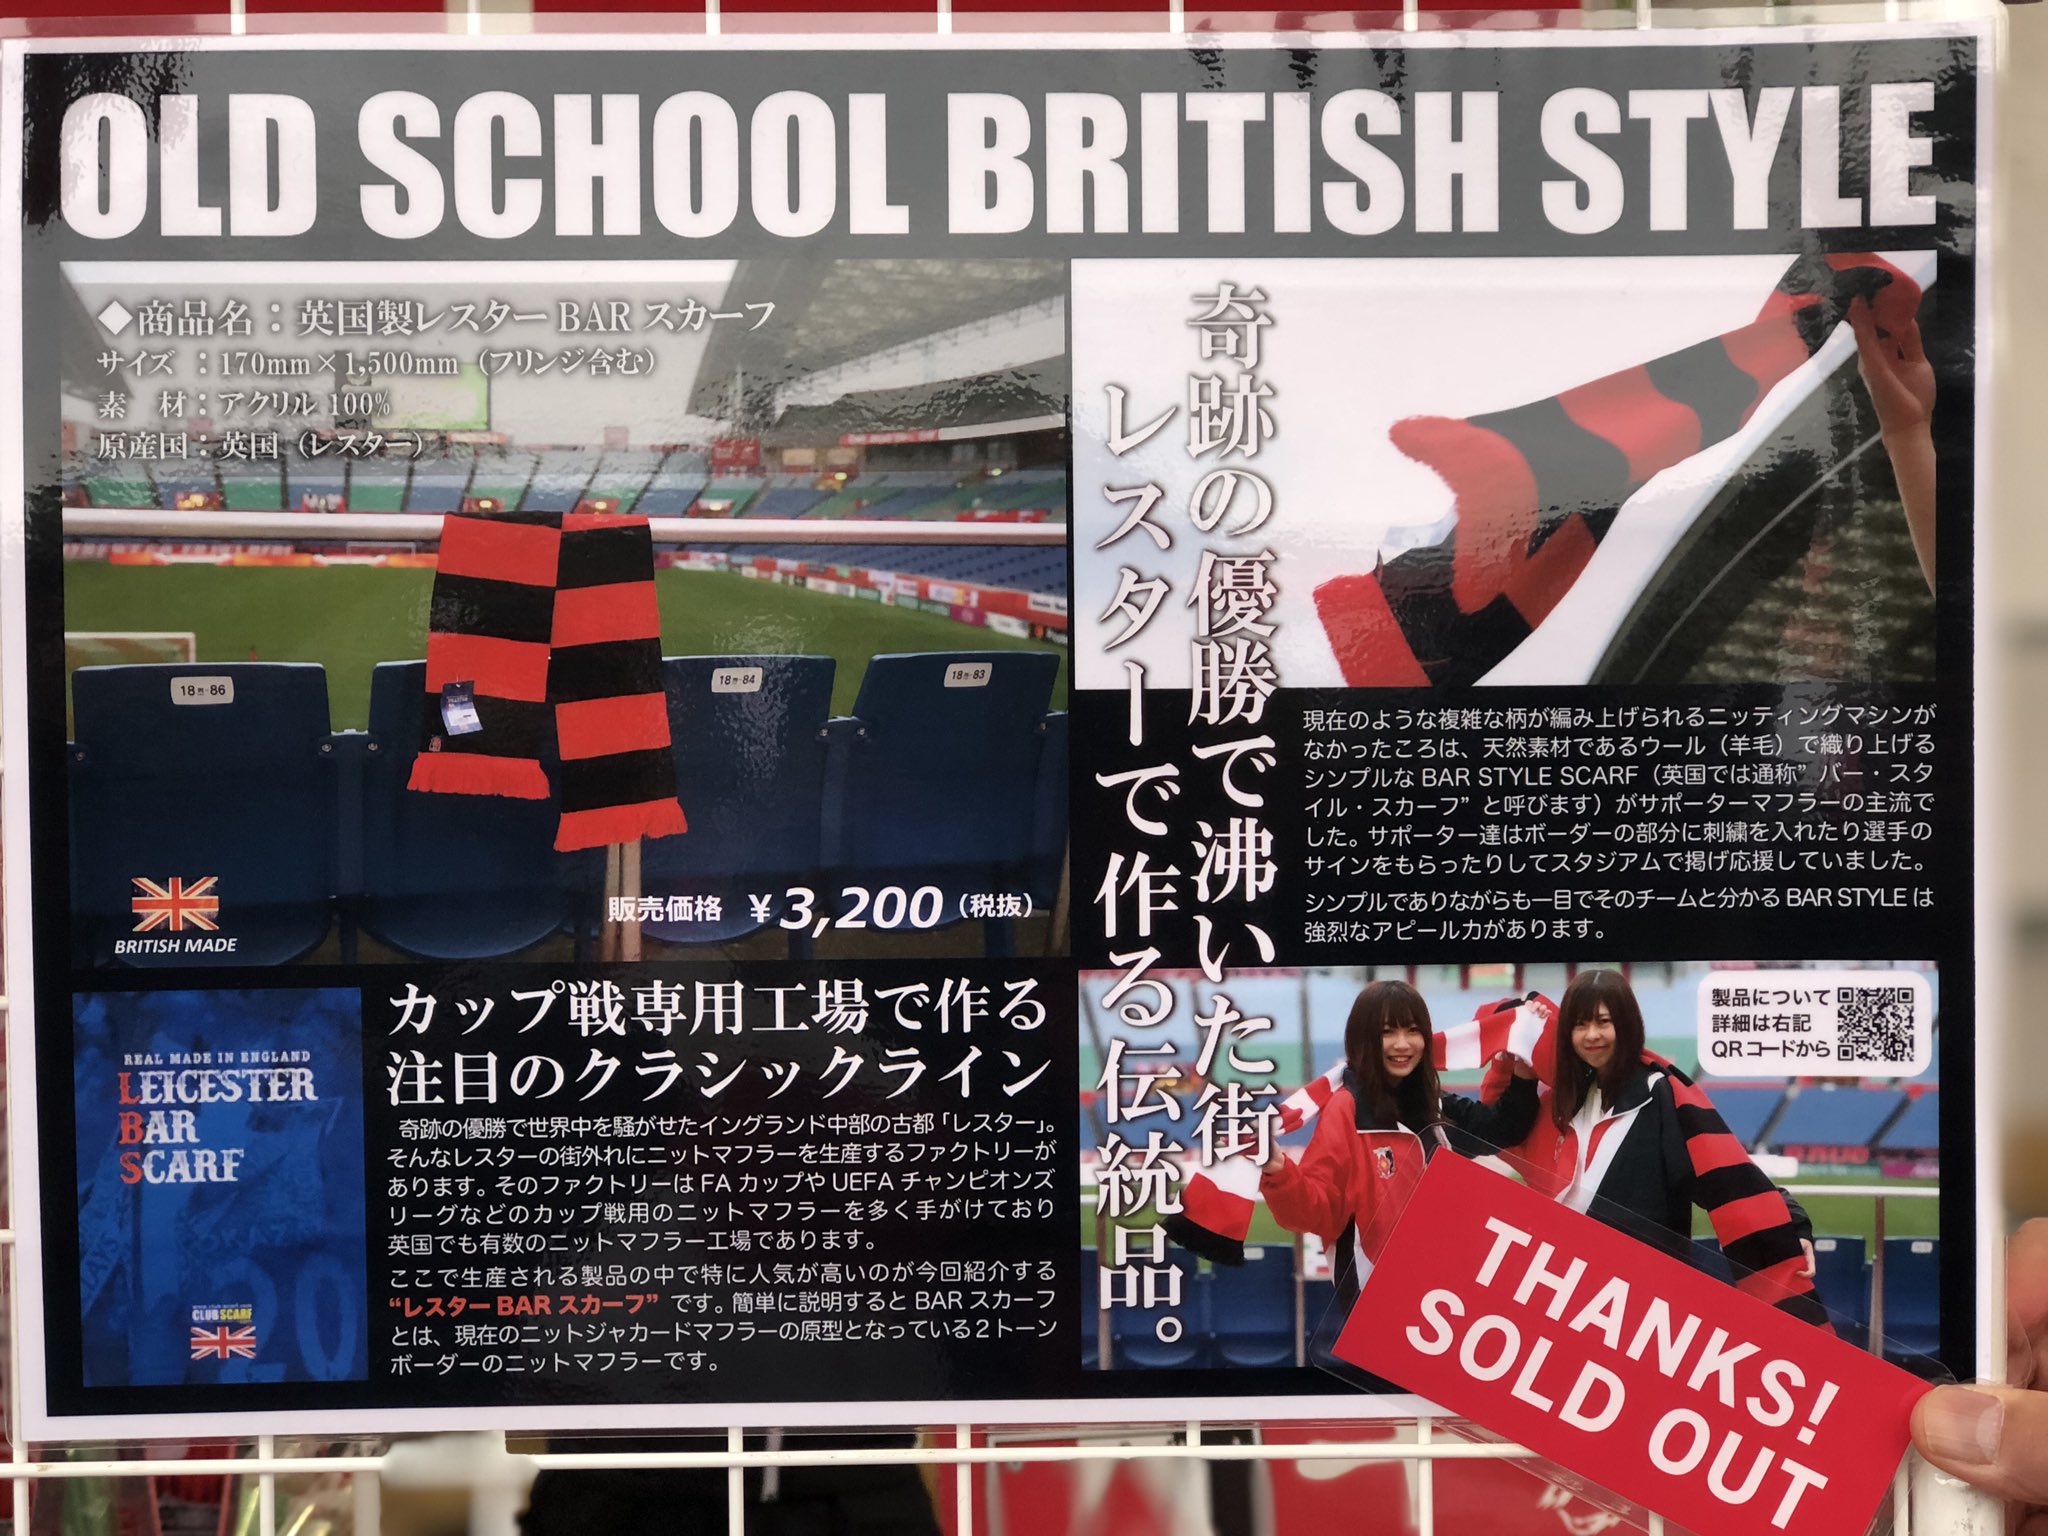 OLD SCHOOL BRITISH STYLE
◆商品名：英国製レスター BAR スカーフ
サイズ ：170mm×1,500mm（フリンジ含む）
素　材：アクリル 100%
原産国：英国（レスター）
18 86
18 84
18 83
BRITISH MADE
販売価格 ￥3,200（税抜）
奇跡の優勝で沸いた街
レスターで作る伝統品。
現在のような複雑な柄が編み上げられるニッティングマシンが
なかったころは、天然素材であるウール（羊毛）で織り上げる
シンプルな BAR STYLE SCARF（英国では通称”バー・スタ
イル・スカーフ”と呼びます）がサポーターマフラーの主流で
した。サポーター達はボーダーの部分に刺繍を入れたり選手の
サインをもらったりしてスタジアムで掲げ応援していました。
シンプルでありながらも一目でそのチームと分かる BAR STYLE は
強烈なアピール力があります。
REAL MADE IN ENGLAND
LEICESTER
BAR
SCARF
www.club-scarf.com
CLUB SCARF
カップ戦専用工場で作る
注目のクラシックライン
奇跡の優勝で世界中を騒がせたイングランド中部の古都「レスター」。
そんなレスターの街外れにニットマフラーを生産するファクトリーが
あります。そのファクトリーは FA カップや UEFA チャンピオンズ
リーグなどのカップ戦用のニットマフラーを多く手がけており
英国でも有数のニットマフラー工場であります。
ここで生産される製品の中で特に人気が高いのが今回紹介する
“レスター BAR スカーフ” です。簡単に説明すると BAR スカーフ
とは、現在のニットジャカードマフラーの原型となっている２トーン
ボーダーのニットマフラーです。
製品について
詳細は右記
QR コードから
THANKS!
SOLD OUT